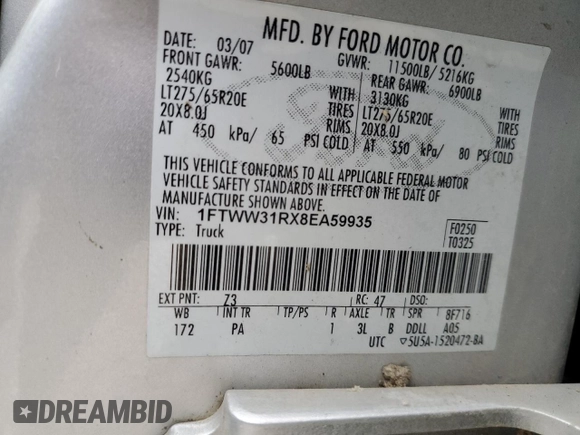 MFD. BY FORD MOTOR CO.
DATE: 03/07 GVWR: 11500LB/ 5216KG
FRONT GAWR: 5600LB REAR GAWR: 6900LB
2540KG WITH 3130KG WITH
LT275/65R20E TIRES LT275/65R20E TIRES
20X8.0J RIMS 20X8.0J RIMS
AT 450 kPa/ 65 PSI COLD AT 550 kPa/ 80 PSI COLD
THIS VEHICLE CONFORMS TO ALL APPLICABLE FEDERAL MOTOR
VEHICLE SAFETY STANDARDS IN EFFECT ON THE DATE OF
MANUFACTURE SHOWN ABOVE.
VIN: 1FTWW31RX8EA59935 F0250
TYPE: Truck T0325
EXT PNT: Z3 RC: 47 DSO:
WB INT TR TP/PS R AXLE TR SPR 8F716
172 PA 1 3L B DDLL A05
UTC ▽5U5A-1520472-BA
DREAMBID